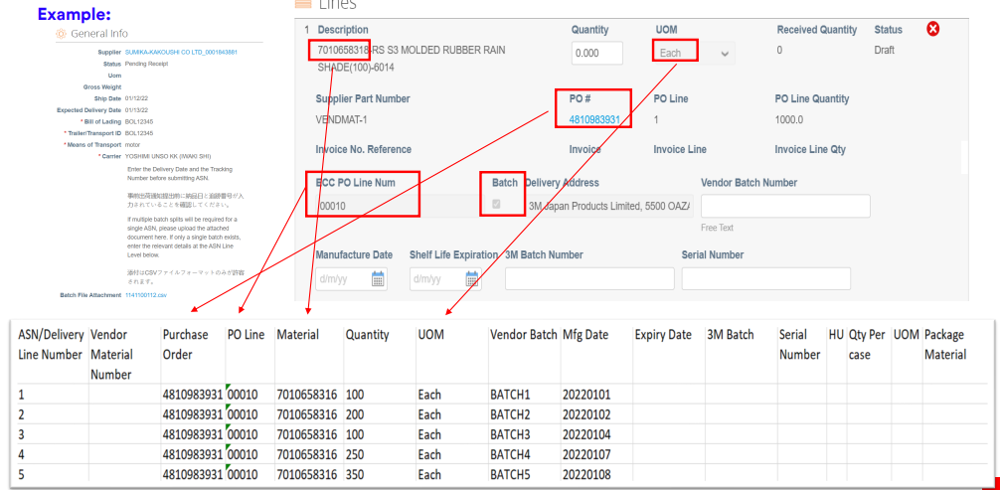 Example:
General Info
Supplier SUMIKA-KAKOUSHI CO LTD_0001643881
Status Pending Receipt
Uom
Gross Weight
Ship Date 01/12/22
Expected Delivery Date 01/13/22
* Bill of Lading BOL12345
* Trailer/Transport ID BOL12345
* Means of Transport motor
* Carrier YOSHIMI UNSO KK (IWAKI SHI)
Enter the Delivery Date and the Tracking
Number before submitting ASN.
事前出荷通知提出前に納品日と追跡番号が入
力されていることを確認してください。
If multiple batch splits will be required for a
single ASN, please upload the attached
document here. If only a single batch exists,
enter the relevant details at the ASN Line
Level below.
添付はCSVファイルフォーマットのみが許容
されます。
Batch File Attachment 1141100112.csv
Lines
1 Description Quantity UOM Received Quantity Status
7010658318-RS S3 MOLDED RUBBER RAIN 0.000 Each 0 Draft
SHADE(100)-6014
Supplier Part Number PO # PO Line PO Line Quantity
VENDMAT-1 4810983931 1 1000.0
Invoice No. Reference Invoice Invoice Line Invoice Line Qty
ECC PO Line Num Batch Delivery Address Vendor Batch Number
00010 3M Japan Products Limited, 5500 OAZA
Free Text
Manufacture Date Shelf Life Expiration 3M Batch Number Serial Number
d/m/yy d/m/yy
ASN/Delivery Vendor Purchase PO Line Material Quantity UOM Vendor Batch Mfg Date Expiry Date 3M Batch Serial HU Qty Per UOM Package
Line Number Material Order Number case Material
Number
1 4810983931 00010 7010658316 100 Each BATCH1 20220101
2 4810983931 00010 7010658316 200 Each BATCH2 20220102
3 4810983931 00010 7010658316 100 Each BATCH3 20220104
4 4810983931 00010 7010658316 250 Each BATCH4 20220107
5 4810983931 00010 7010658316 350 Each BATCH5 20220108